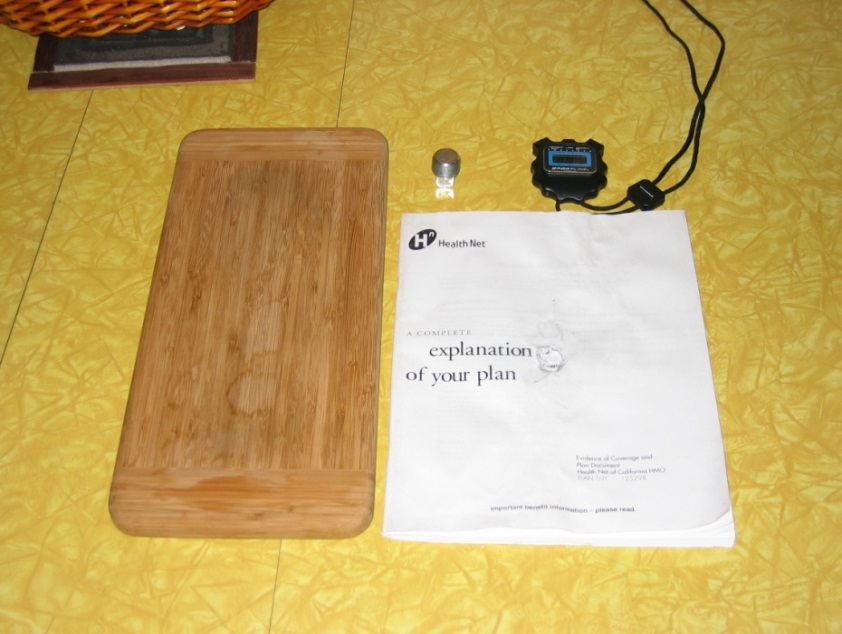 Hn Health Net
A COMPLETE
explanation
of your plan
Evidence of Coverage and
Plan Document
Health Net of California HMO
important benefit information – please read.